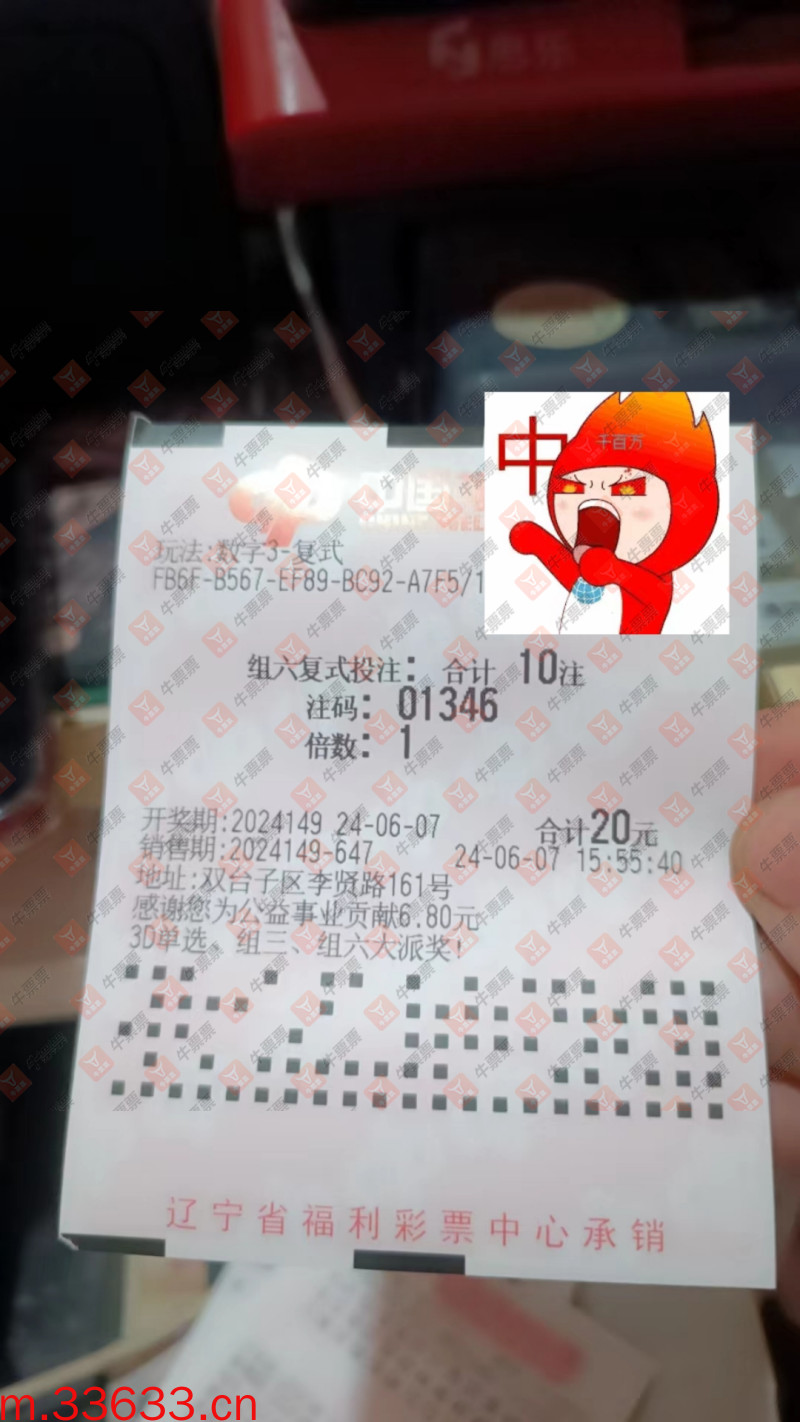 思乐
中
千百万
玩法:数字3-复式
FB6F-B567-EF89-BC92-A7F5/1
组六复式投注: 合计 10注
注码: 01346
倍数: 1
开奖期:2024149 24-06-07 合计20元
销售期:2024149-647 24-06-07 15:55:40
地址:双台子区李贤路161号
感谢您为公益事业贡献6.80元
3D单选、组三、组六大派奖!
辽宁省福利彩票中心承销
牛票票
m.33633.cn